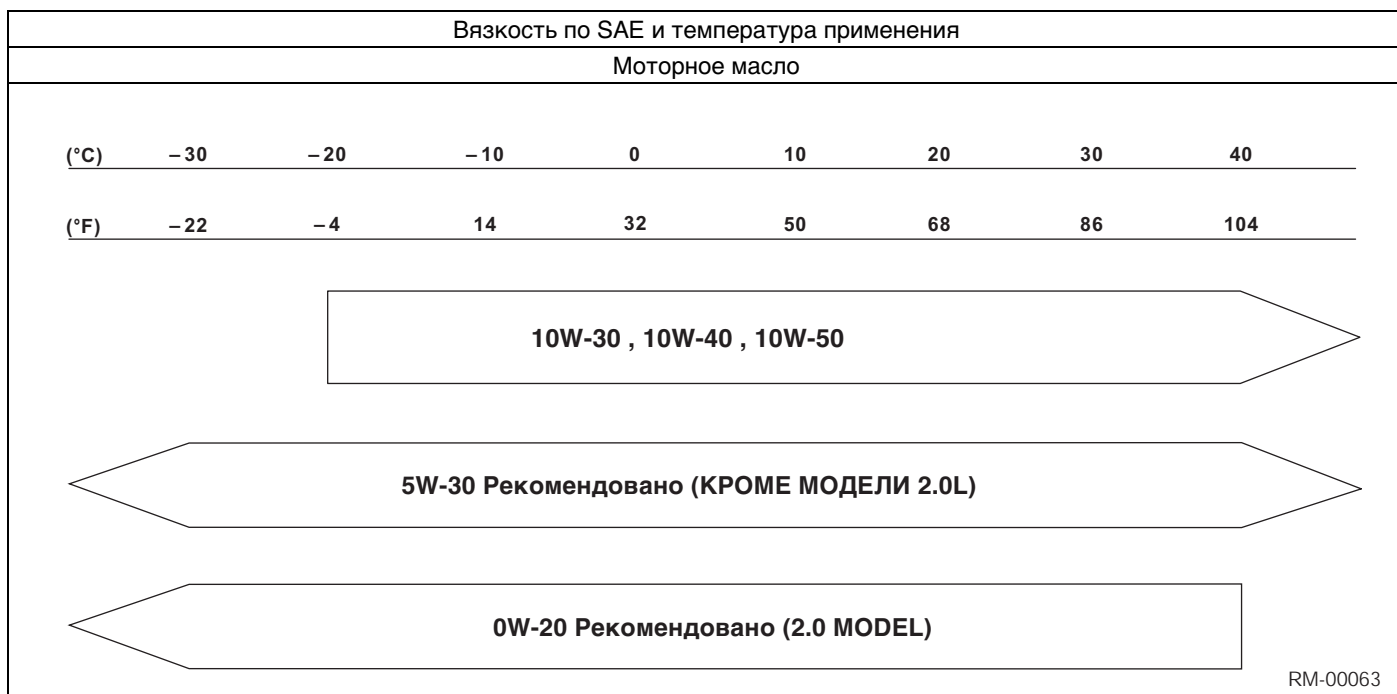 Вязкость по SAE и температура применения
Моторное масло
(°C) –30 –20 –10 0 10 20 30 40
(°F) –22 –4 14 32 50 68 86 104
10W-30 , 10W-40 , 10W-50
5W-30 Рекомендовано (КРОМЕ МОДЕЛИ 2.0L)
0W-20 Рекомендовано (2.0 MODEL)
RM-00063